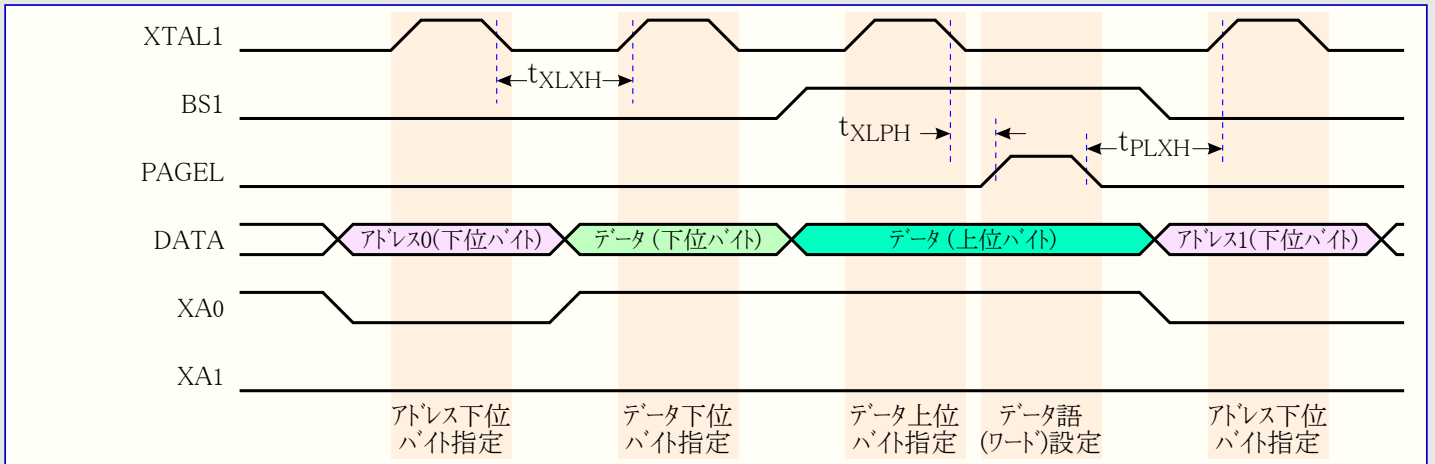 XTAL1
tXLXH
BS1
tXLPH
tPLXH
PAGEL
DATA
アドレス0(下位バイト)
データ (下位バイト)
データ (上位バイト)
アドレス1(下位バイト)
XA0
XA1
アドレス下位
バイト指定
データ下位
バイト指定
データ上位
バイト指定
データ語
(ワード)設定
アドレス下位
バイト指定